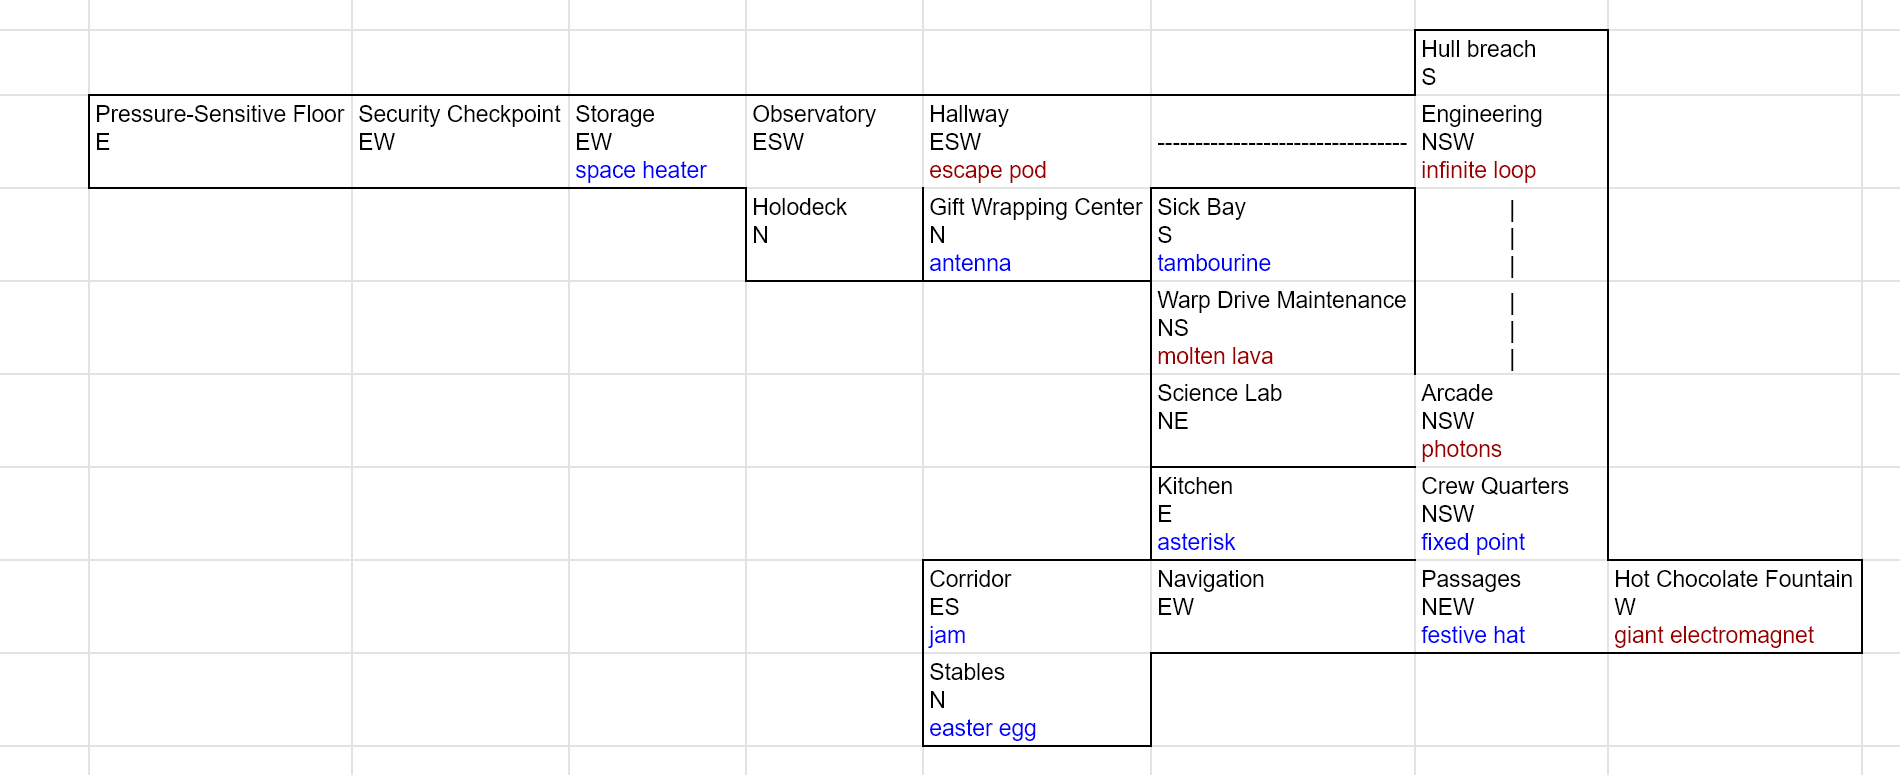 Hull breach
S
Pressure-Sensitive Floor
E
Security Checkpoint
EW
Storage
EW
space heater
Observatory
ESW
Hallway
ESW
escape pod
---------------------------------
Engineering
NSW
infinite loop
Holodeck
N
Gift Wrapping Center
N
antenna
Sick Bay
S
tambourine
|
|
|
Warp Drive Maintenance
NS
molten lava
|
|
|
Science Lab
NE
Arcade
NSW
photons
Kitchen
E
asterisk
Crew Quarters
NSW
fixed point
Corridor
ES
jam
Navigation
EW
Passages
NEW
festive hat
Hot Chocolate Fountain
W
giant electromagnet
Stables
N
easter egg